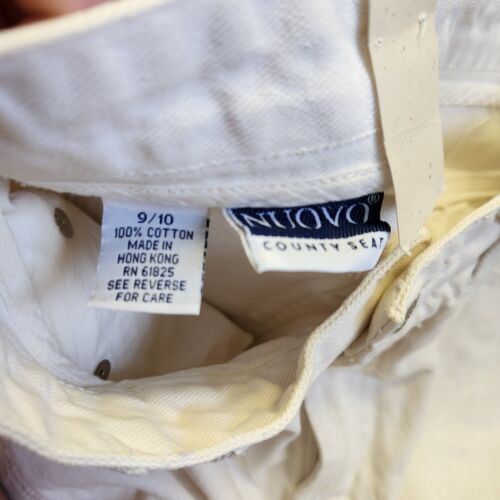 9/10
100% COTTON
MADE IN
HONG KONG
RN 61825
SEE REVERSE
FOR CARE
NUOVO®
COUNTY SEAT